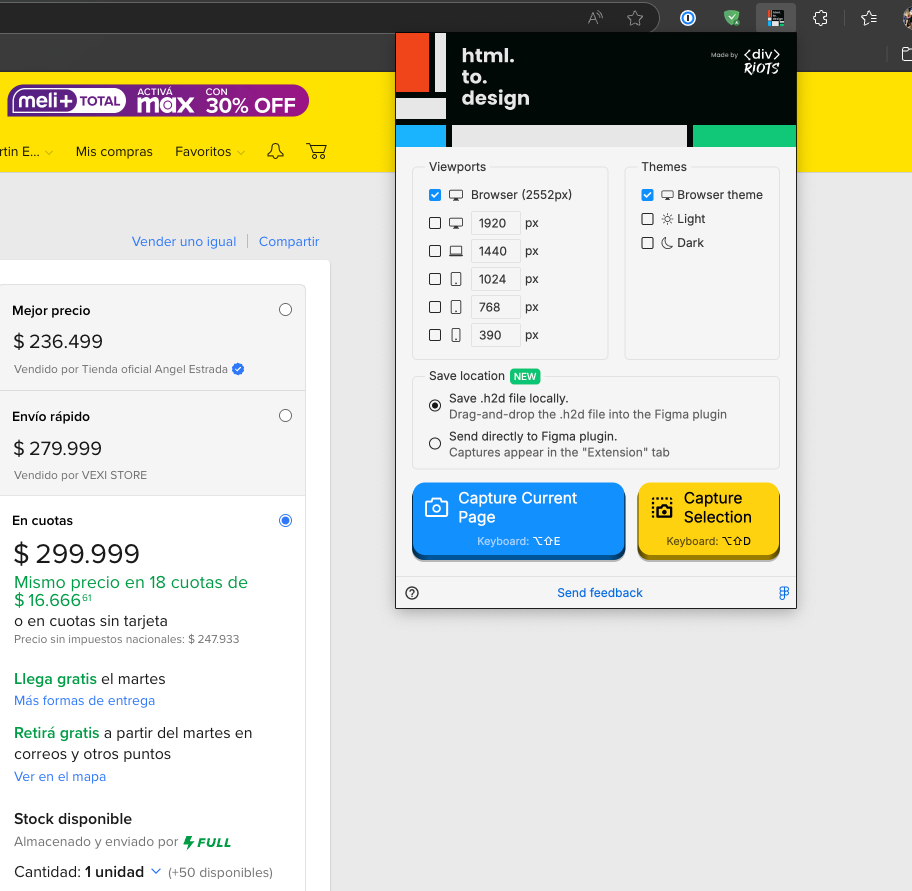 meli+ TOTAL ACTIVÁ max CON 30% OFF
rtin E...
Mis compras
Favoritos
Vender uno igual
Compartir
Mejor precio
$ 236.499
Vendido por Tienda oficial Angel Estrada
Envío rápido
$ 279.999
Vendido por VEXI STORE
En cuotas
$ 299.999
Mismo precio en 18 cuotas de
$ 16.666 61
o en cuotas sin tarjeta
Precio sin impuestos nacionales: $ 247.933
Llega gratis el martes
Más formas de entrega
Retirá gratis a partir del martes en
correos y otros puntos
Ver en el mapa
Stock disponible
Almacenado y enviado por FULL
Cantidad: 1 unidad (+50 disponibles)
html.
to.
design
Made by <div>
RIOTS
Viewports
Browser (2552px)
1920 px
1440 px
1024 px
768 px
390 px
Themes
Browser theme
Light
Dark
Save location NEW
Save .h2d file locally.
Drag-and-drop the .h2d file into the Figma plugin
Send directly to Figma plugin.
Captures appear in the "Extension" tab
Capture Current
Page
Keyboard: ⌥⇧E
Capture
Selection
Keyboard: ⌥⇧D
Send feedback